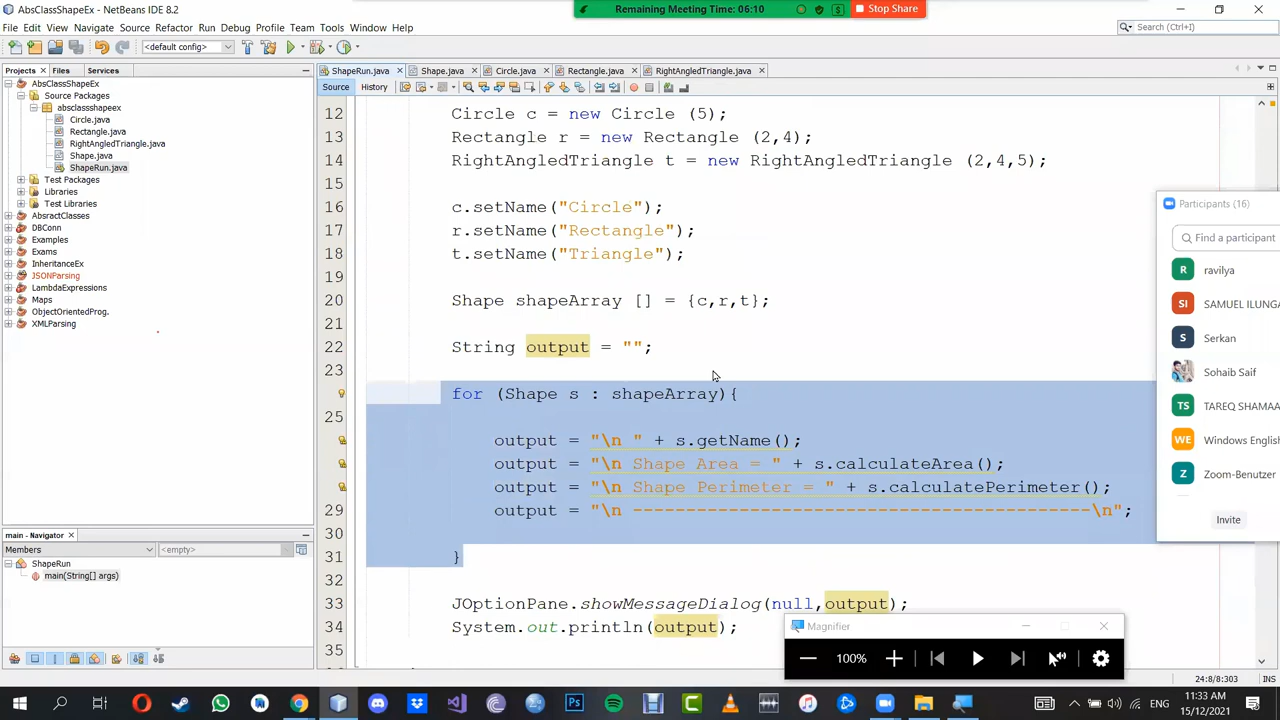 AbsClassShapeEx - NetBeans IDE 8.2
Remaining Meeting Time: 06:10
Stop Share
File Edit View Navigate Source Refactor Run Debug Profile Team Tools Window Help
Search (Ctrl+I)
<default config>
Projects Files Services
ShapeRun.java Shape.java Circle.java Rectangle.java RightAngledTriangle.java
Source History
AbsClassShapeEx
Source Packages
absclassshapeex
Circle.java
Rectangle.java
RightAngledTriangle.java
Shape.java
ShapeRun.java
Test Packages
Libraries
Test Libraries
AbsractClasses
DBConn
Examples
Exams
InheritanceEx
JSONParsing
LambdaExpressions
Maps
ObjectOrientedProg.
XMLParsing
12 Circle c = new Circle (5);
13 Rectangle r = new Rectangle (2,4);
14 RightAngledTriangle t = new RightAngledTriangle (2,4,5);
15
16 c.setName("Circle");
17 r.setName("Rectangle");
18 t.setName("Triangle");
19
20 Shape shapeArray [] = {c,r,t};
21
22 String output = "";
23
for (Shape s : shapeArray){
25
output = "\n " + s.getName();
output = "\n Shape Area = " + s.calculateArea();
output = "\n Shape Perimeter = " + s.calculatePerimeter();
29 output = "\n -------------------------------------------\n";
30
31 }
32
33 JOptionPane.showMessageDialog(null,output);
34 System.out.println(output);
35
Participants (16)
Find a participant
R ravilya
SI SAMUEL ILUNGA
Serkan
Sohaib Saif
TS TAREQ SHAMAA
WE Windows English
Z Zoom-Benutzer
Invite
main - Navigator
Members <empty>
ShapeRun
main(String[] args)
Magnifier
100%
24:8/8:303 INS
ENG
11:33 AM
15/12/2021